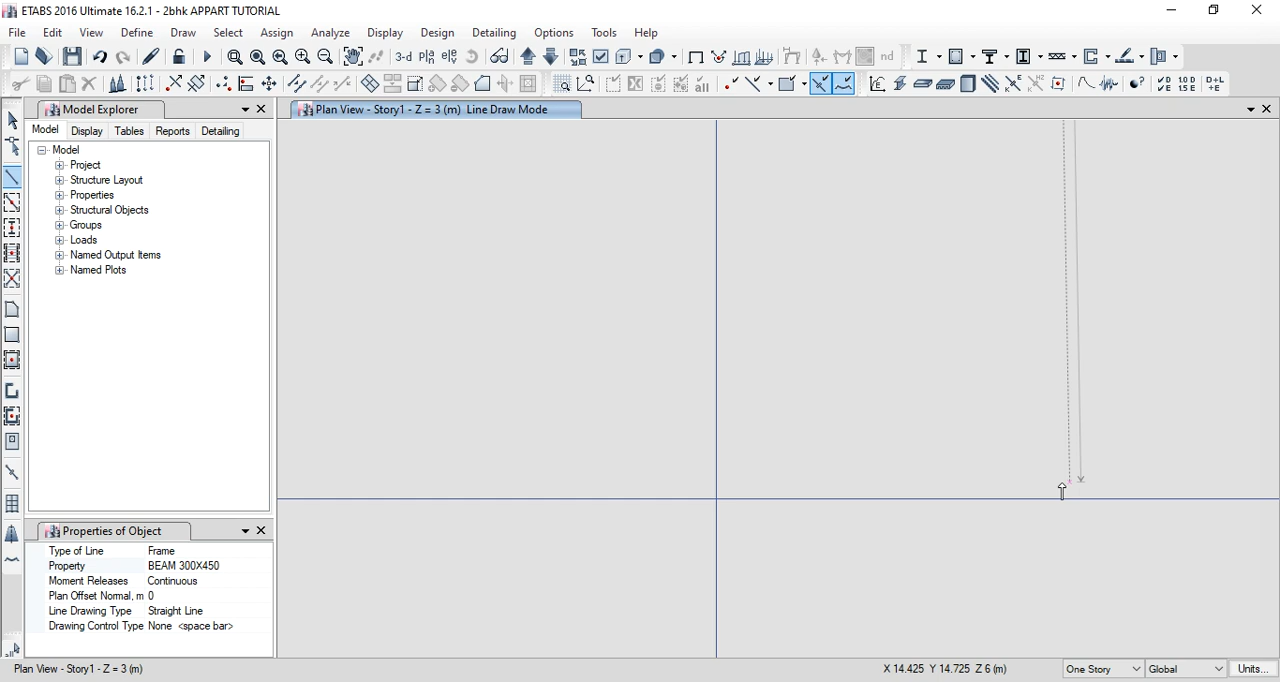 ETABS 2016 Ultimate 16.2.1 - 2bhk APPART TUTORIAL
File Edit View Define Draw Select Assign Analyze Display Design Detailing Options Tools Help
3-d
nd
all
Model Explorer
Plan View - Story1 - Z = 3 (m) Line Draw Mode
Model Display Tables Reports Detailing
Model
Project
Structure Layout
Properties
Structural Objects
Groups
Loads
Named Output Items
Named Plots
Properties of Object
Type of Line Frame
Property BEAM 300X450
Moment Releases Continuous
Plan Offset Normal, m 0
Line Drawing Type Straight Line
Drawing Control Type None <space bar>
Plan View - Story1 - Z = 3 (m)
X 14.425 Y 14.725 Z 6 (m)
One Story
Global
Units...